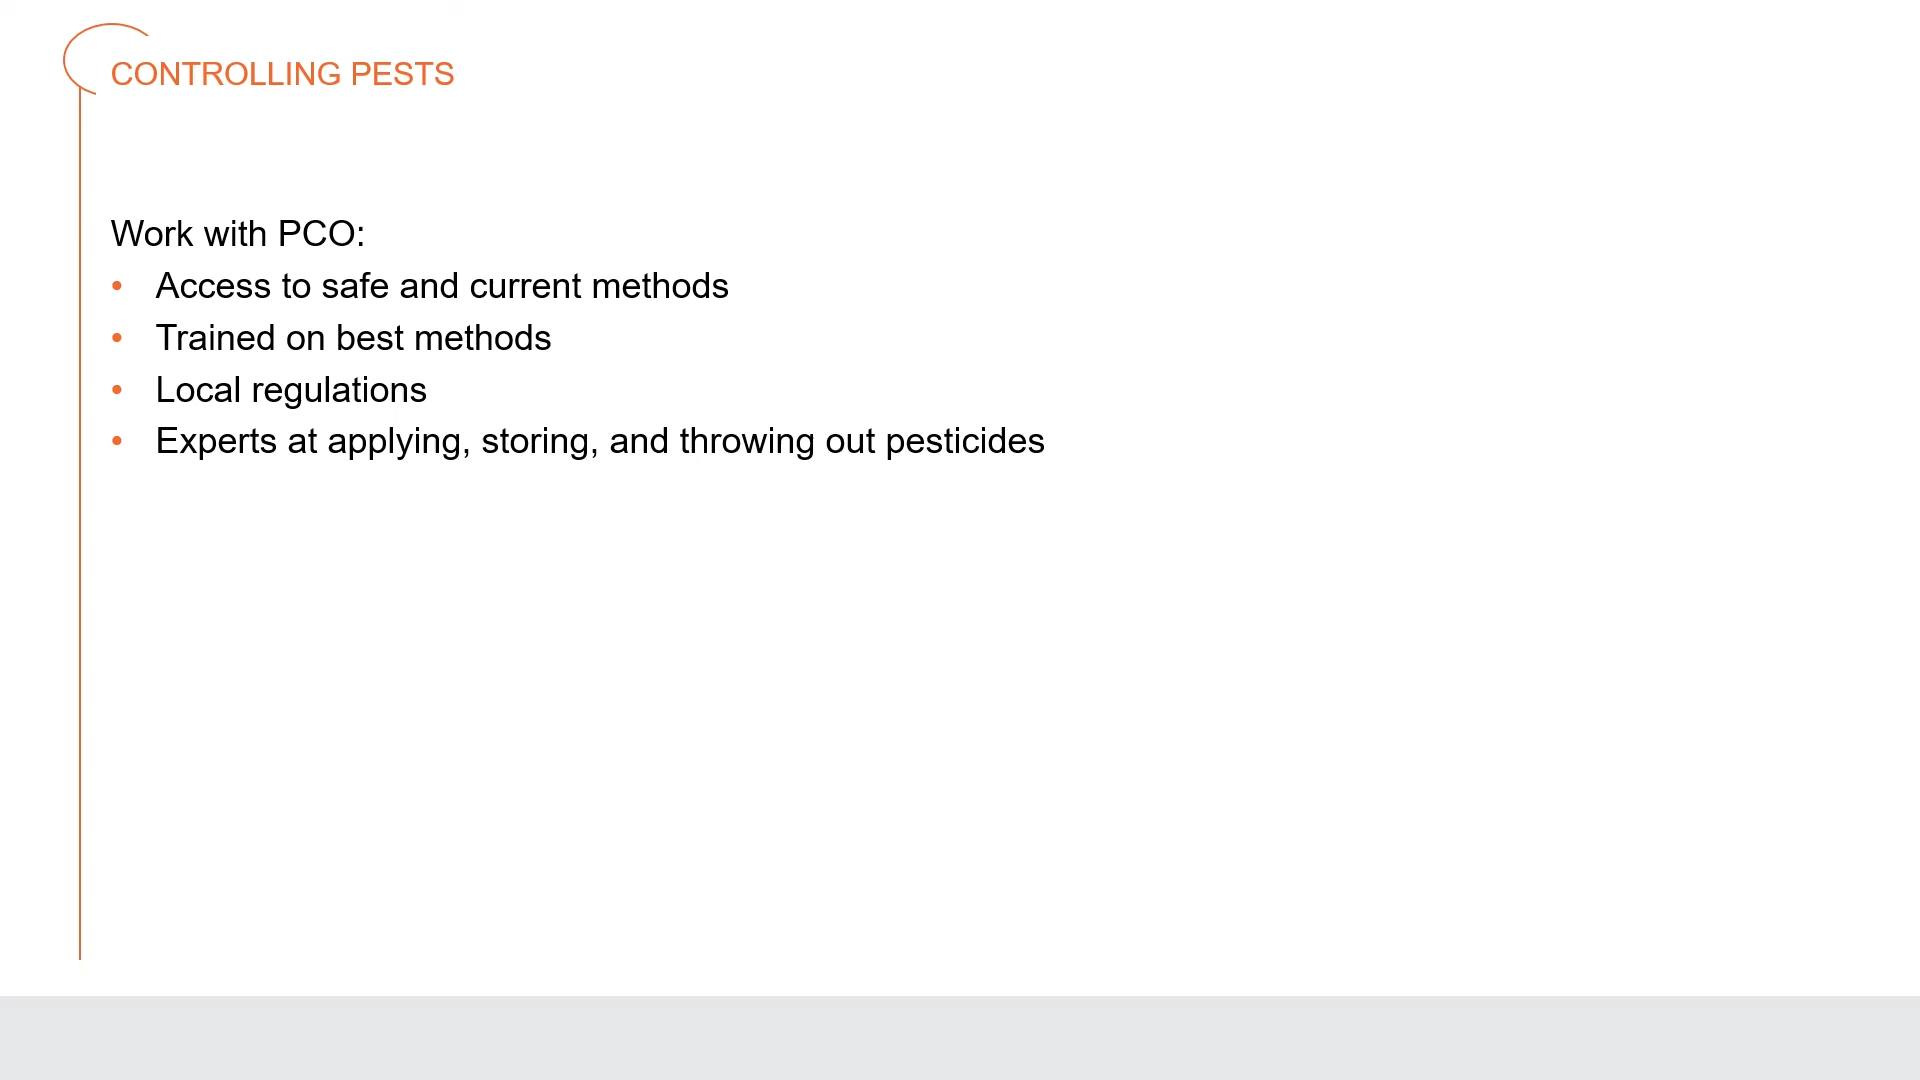 CONTROLLING PESTS
Work with PCO:
• Access to safe and current methods
• Trained on best methods
• Local regulations
• Experts at applying, storing, and throwing out pesticides